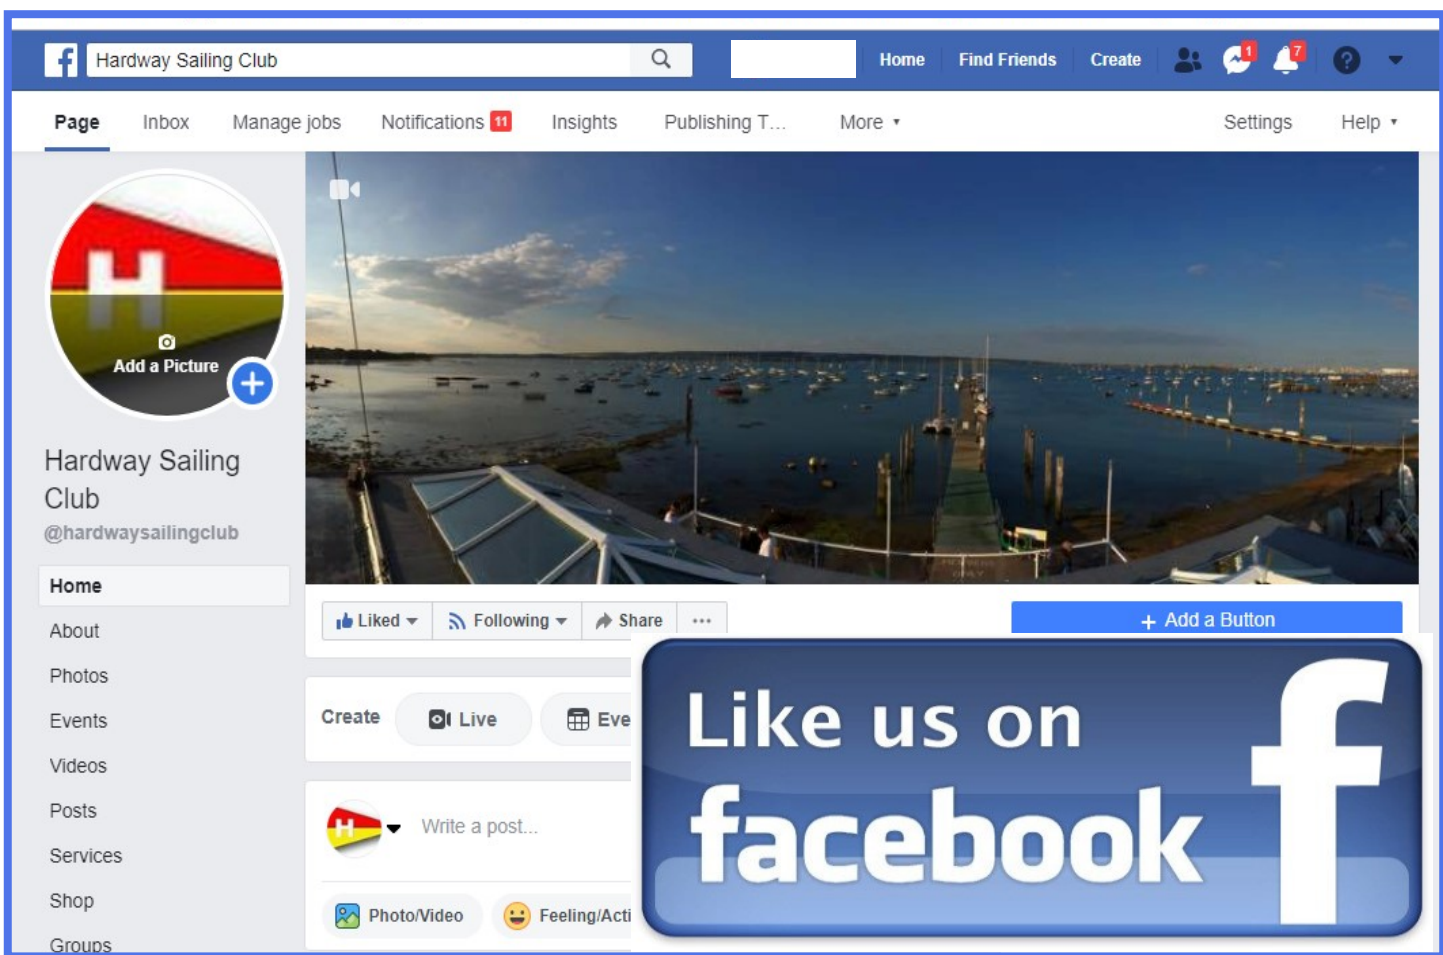 f Hardway Sailing Club Home Find Friends Create 1 7 ?
Page Inbox Manage jobs Notifications 11 Insights Publishing T... More Settings Help
H
Add a Picture
Hardway Sailing
Club
@hardwaysailingclub
Home
About
Photos
Events
Videos
Posts
Services
Shop
Groups
Liked Following Share ...
+ Add a Button
Create Live Eve
H Write a post...
Photo/Video Feeling/Acti
Like us on
facebook
f